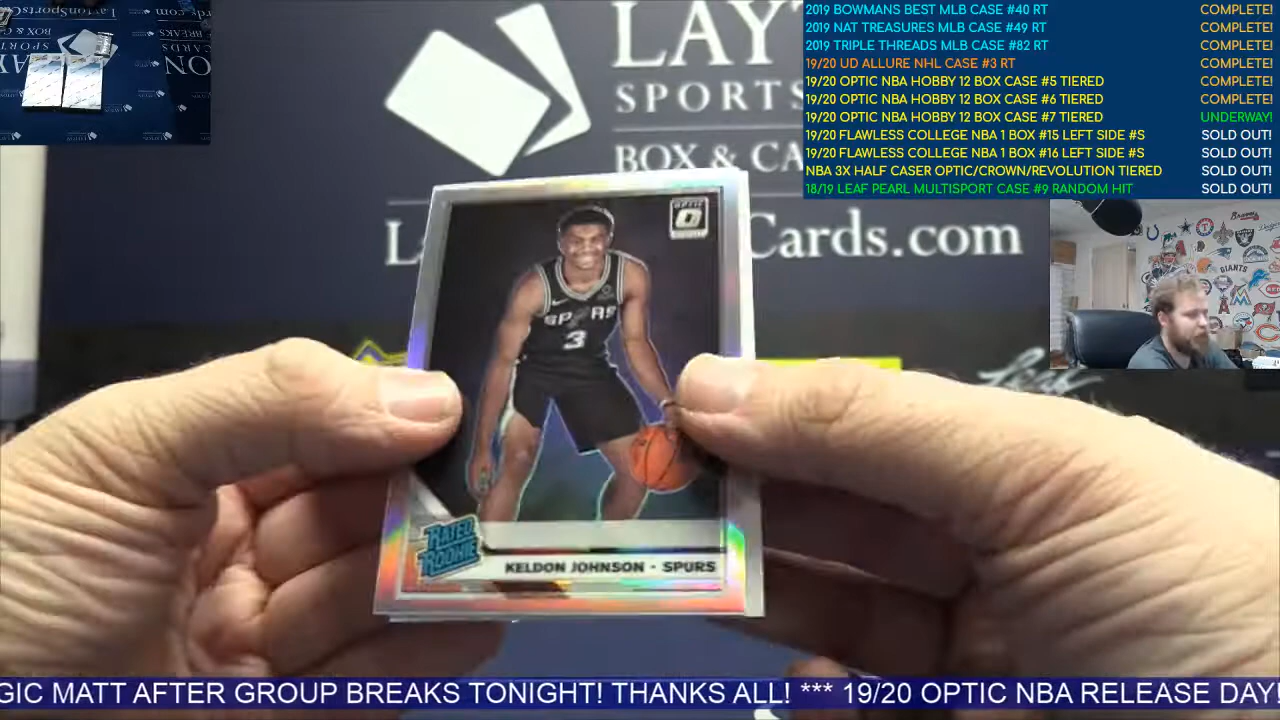 2019 BOWMANS BEST MLB CASE #40 RT COMPLETE!
2019 NAT TREASURES MLB CASE #49 RT COMPLETE!
2019 TRIPLE THREADS MLB CASE #82 RT COMPLETE!
19/20 UD ALLURE NHL CASE #3 RT COMPLETE!
19/20 OPTIC NBA HOBBY 12 BOX CASE #5 TIERED COMPLETE!
19/20 OPTIC NBA HOBBY 12 BOX CASE #6 TIERED COMPLETE!
19/20 OPTIC NBA HOBBY 12 BOX CASE #7 TIERED UNDERWAY!
19/20 FLAWLESS COLLEGE NBA 1 BOX #15 LEFT SIDE #S SOLD OUT!
19/20 FLAWLESS COLLEGE NBA 1 BOX #16 LEFT SIDE #S SOLD OUT!
NBA 3X HALF CASER OPTIC/CROWN/REVOLUTION TIERED SOLD OUT!
18/19 LEAF PEARL MULTISPORT CASE #9 RANDOM HIT SOLD OUT!
LAYT
SPORTS
BOX & CA
La Cards.com
OPTIC
SPURS
3
RATED
ROOKIE
KELDON JOHNSON • SPURS
GIANTS
Braves
GIC MATT AFTER GROUP BREAKS TONIGHT! THANKS ALL! *** 19/20 OPTIC NBA RELEASE DAY!